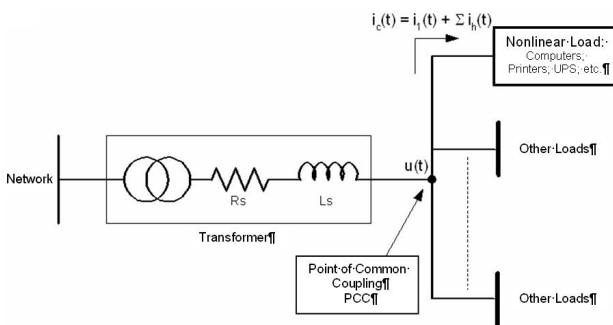 i_c(t) = i_1(t) + Σ i_h(t)
Nonlinear·Load:·
Computers;·
Printers;·UPS;·etc.¶
Other·Loads¶
u(t)
Network
Rs
Ls
Transformer¶
Point·of·Common·
Coupling¶
PCC¶
Other·Loads¶